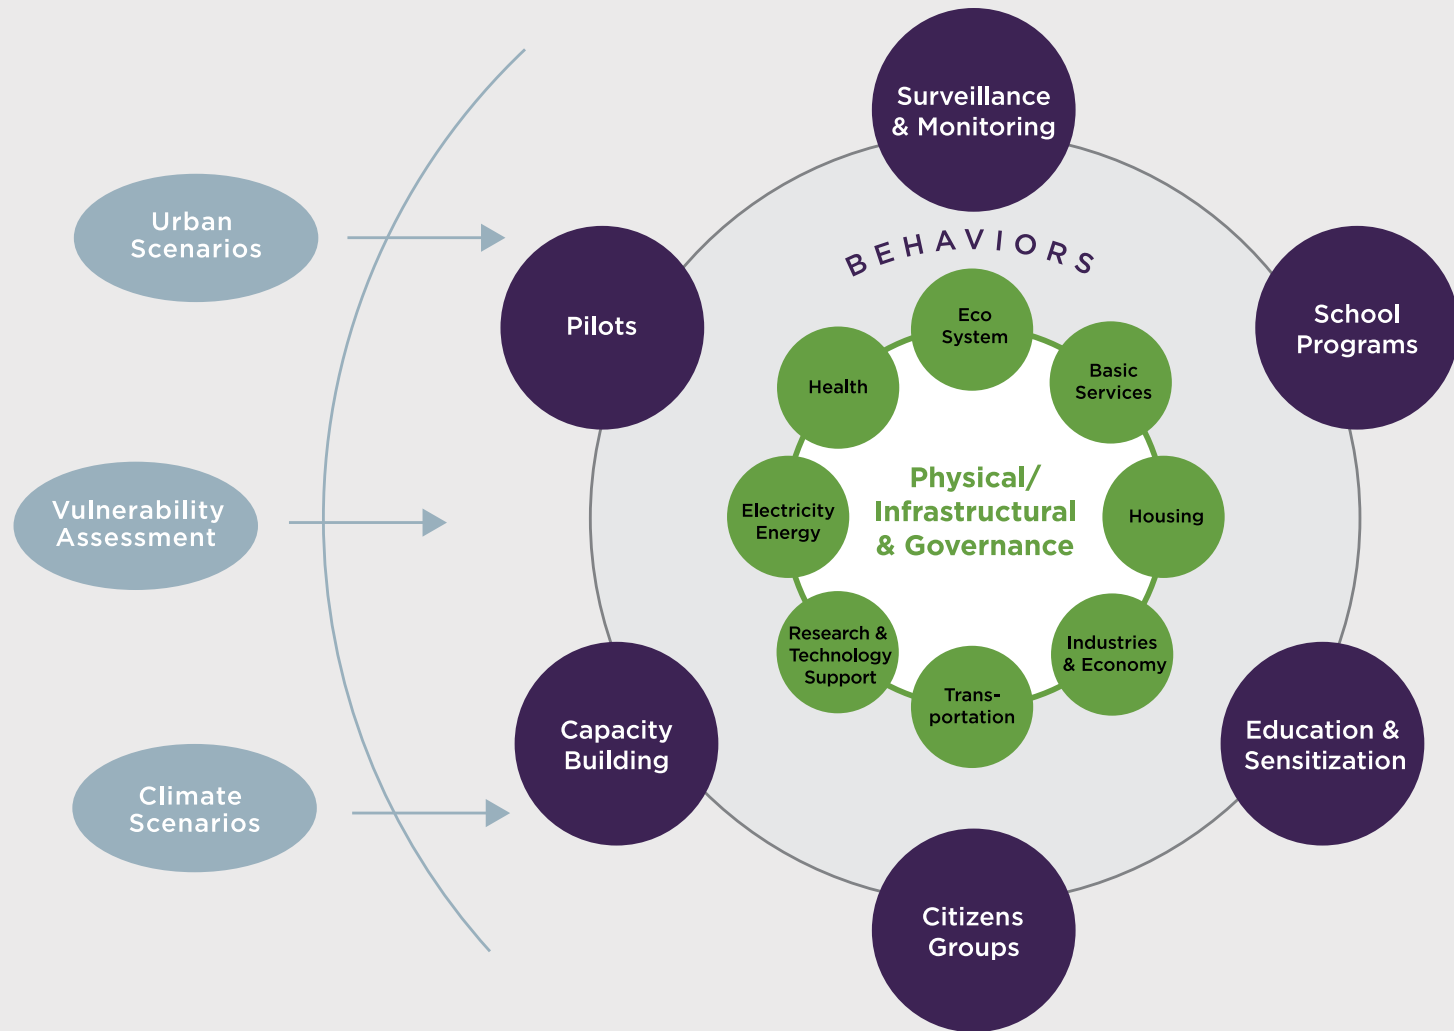 Surveillance
& Monitoring
Urban
Scenarios
Pilots
BEHAVIORS
School
Programs
Eco
System
Health
Basic
Services
Vulnerability
Assessment
Electricity
Energy
Physical/
Infrastructural
& Governance
Housing
Research &
Technology
Support
Industries
& Economy
Trans-
portation
Climate
Scenarios
Capacity
Building
Education &
Sensitization
Citizens
Groups